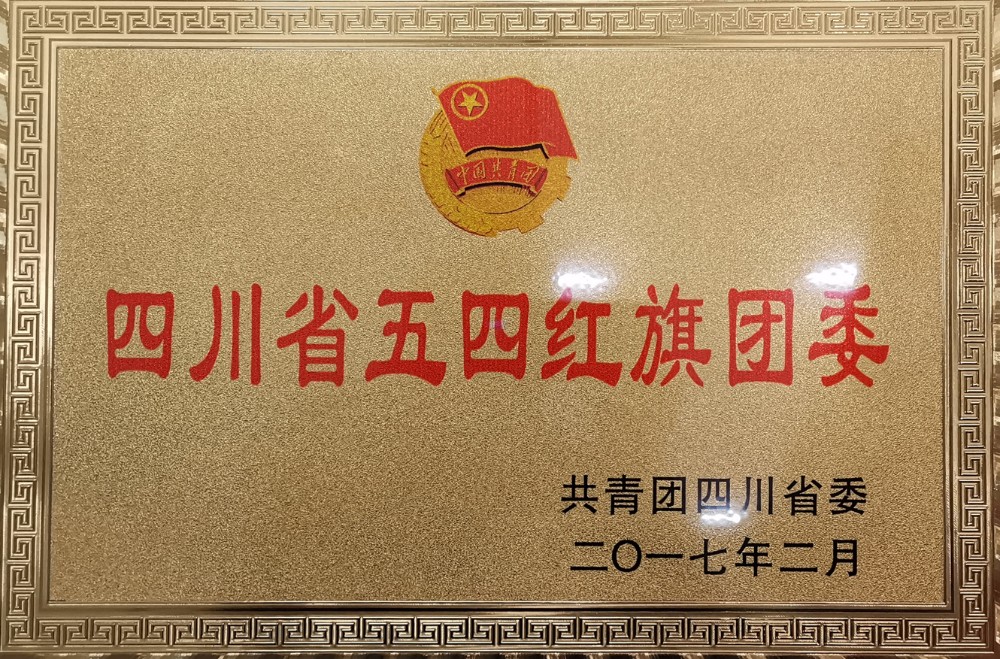 中国共青团
四川省五四红旗团委
共青团四川省委
二〇一七年二月